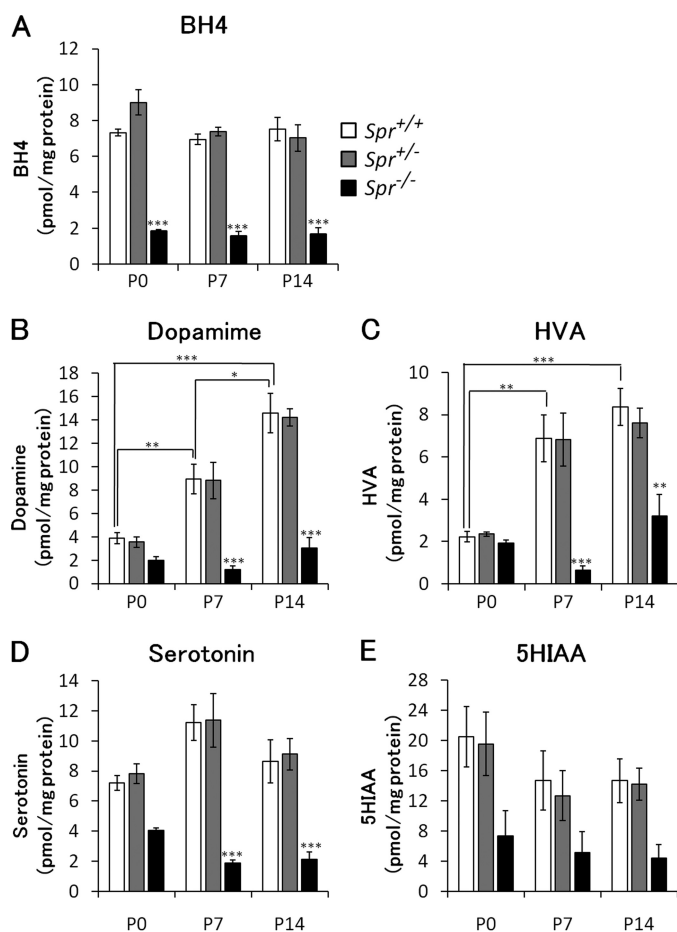 A
BH4
12
10
8
6
4
2
0
BH4
(pmol/mg protein)
***
***
***
P0 P7 P14
Spr+/+
Spr+/-
Spr-/-
B
Dopamime
18
16
14
12
10
8
6
4
2
0
Dopamine
(pmol/mg protein)
***
*
**
***
***
P0 P7 P14
C
HVA
10
8
6
4
2
0
HVA
(pmol/mg protein)
***
**
**
***
P0 P7 P14
D
Serotonin
14
12
10
8
6
4
2
0
Serotonin
(pmol/mg protein)
***
***
P0 P7 P14
E
5HIAA
28
24
20
16
12
8
4
0
5HIAA
(pmol/mg protein)
P0 P7 P14